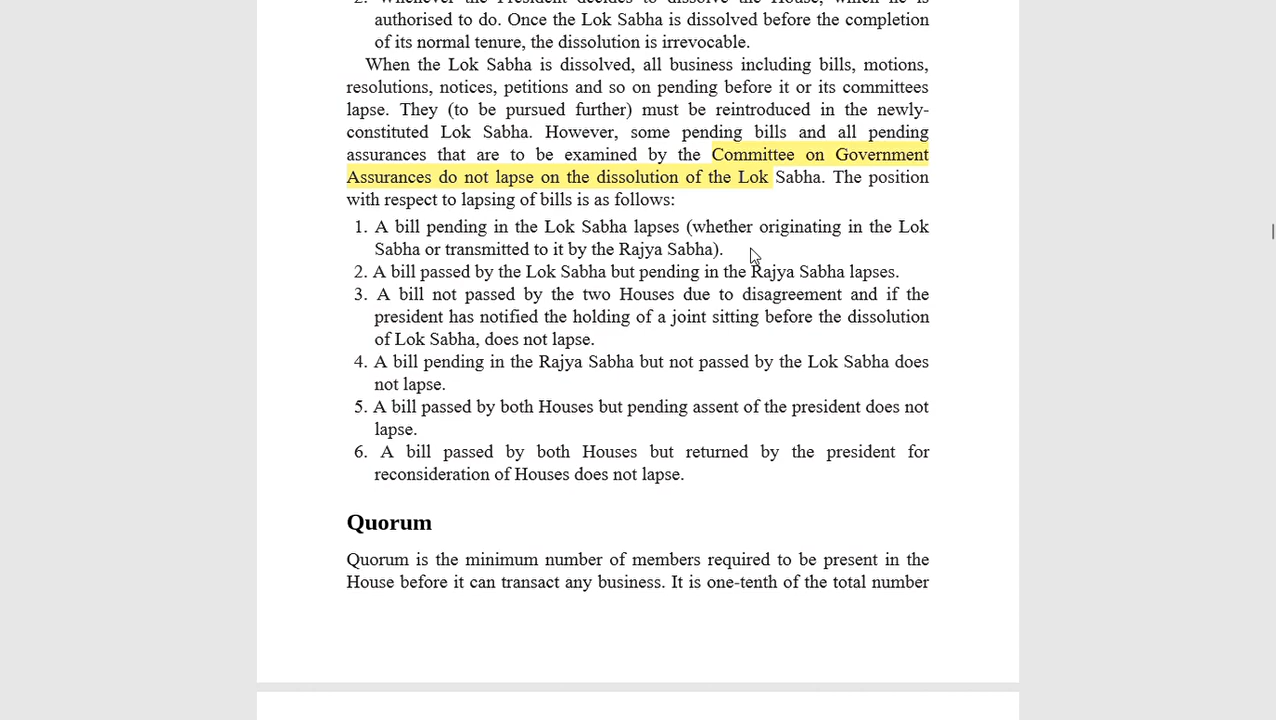 2. Whenever the President decides to dissolve the House, which he is
authorised to do. Once the Lok Sabha is dissolved before the completion
of its normal tenure, the dissolution is irrevocable.
When the Lok Sabha is dissolved, all business including bills, motions,
resolutions, notices, petitions and so on pending before it or its committees
lapse. They (to be pursued further) must be reintroduced in the newly-
constituted Lok Sabha. However, some pending bills and all pending
assurances that are to be examined by the Committee on Government
Assurances do not lapse on the dissolution of the Lok Sabha. The position
with respect to lapsing of bills is as follows:
1. A bill pending in the Lok Sabha lapses (whether originating in the Lok
Sabha or transmitted to it by the Rajya Sabha).
2. A bill passed by the Lok Sabha but pending in the Rajya Sabha lapses.
3. A bill not passed by the two Houses due to disagreement and if the
president has notified the holding of a joint sitting before the dissolution
of Lok Sabha, does not lapse.
4. A bill pending in the Rajya Sabha but not passed by the Lok Sabha does
not lapse.
5. A bill passed by both Houses but pending assent of the president does not
lapse.
6. A bill passed by both Houses but returned by the president for
reconsideration of Houses does not lapse.
Quorum
Quorum is the minimum number of members required to be present in the
House before it can transact any business. It is one-tenth of the total number